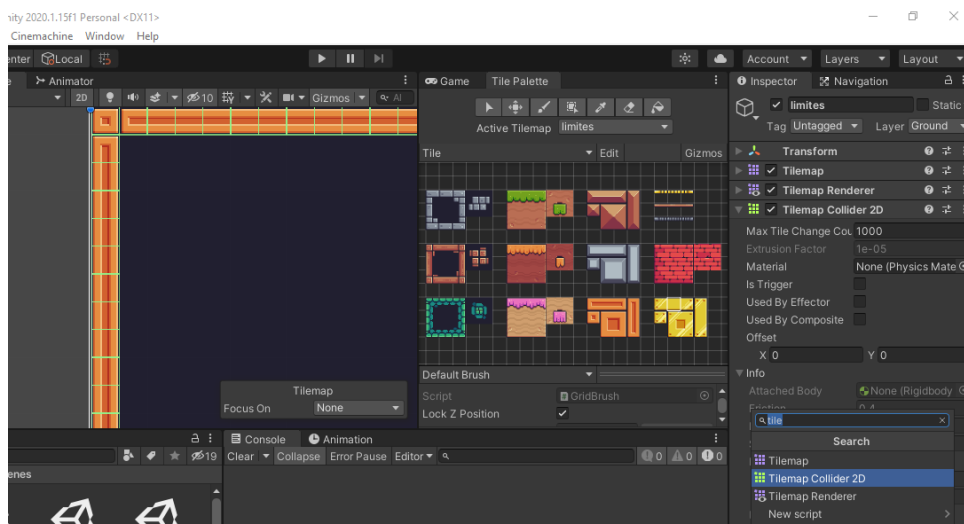 nity 2020.1.15f1 Personal <DX11>
Cinemachine Window Help
enter Local
Account Layers Layout
Animator
2D 10 Gizmos All
Game Tile Palette
Active Tilemap limites
Tile Edit Gizmos
Default Brush
Script GridBrush
Lock Z Position
Tilemap
Focus On None
Inspector Navigation
limites Static
Tag Untagged Layer Ground
Transform
Tilemap
Tilemap Renderer
Tilemap Collider 2D
Max Tile Change Cou 1000
Extrusion Factor 1e-05
Material None (Physics Mate
Is Trigger
Used By Effector
Used By Composite
Offset
X 0 Y 0
Info
Attached Body None (Rigidbody
Friction 0.4
tile
Search
Tilemap
Tilemap Collider 2D
Tilemap Renderer
New script
Console Animation
19 Clear Collapse Error Pause Editor 0 0 0
enes